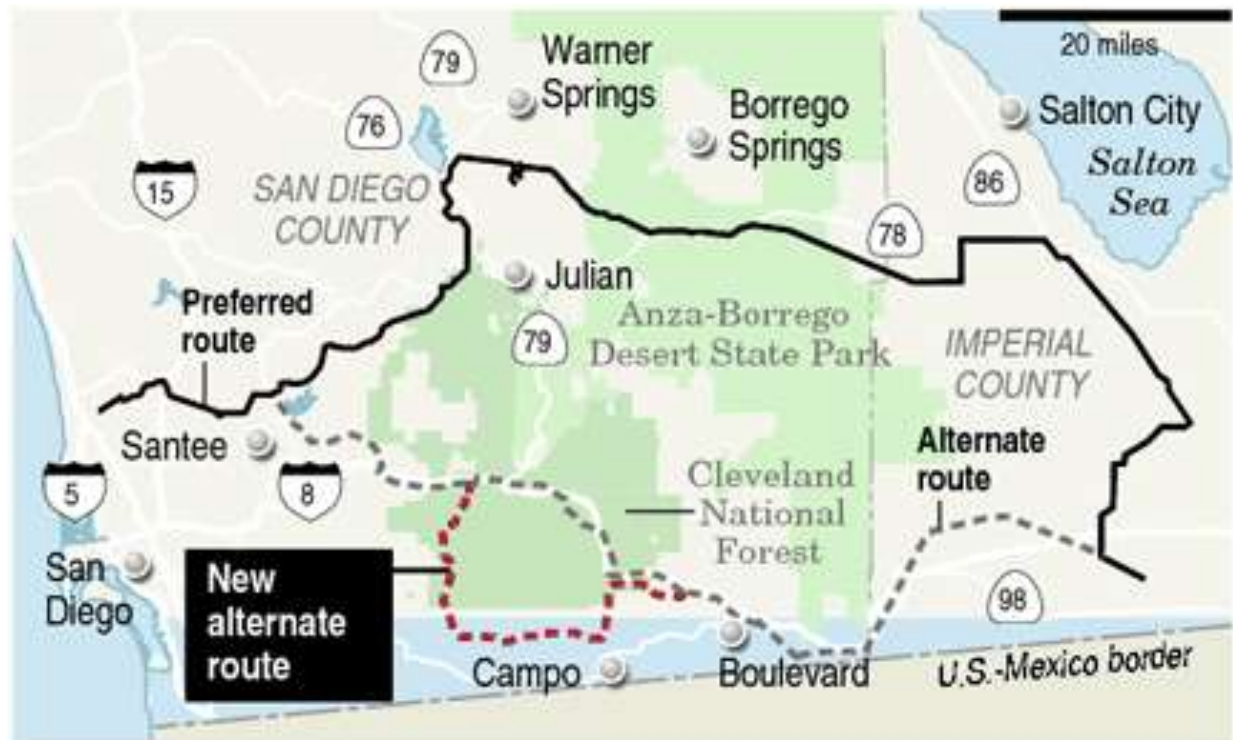 20 miles
79
Warner
Springs
76
Borrego
Springs
Salton City
Salton
Sea
86
15
SAN DIEGO
COUNTY
78
Julian
Preferred
route
79
Anza-Borrego
Desert State Park
IMPERIAL
COUNTY
Santee
Alternate
route
5
8
Cleveland
National
Forest
San
Diego
New
alternate
route
98
Campo
Boulevard
U.S.-Mexico border